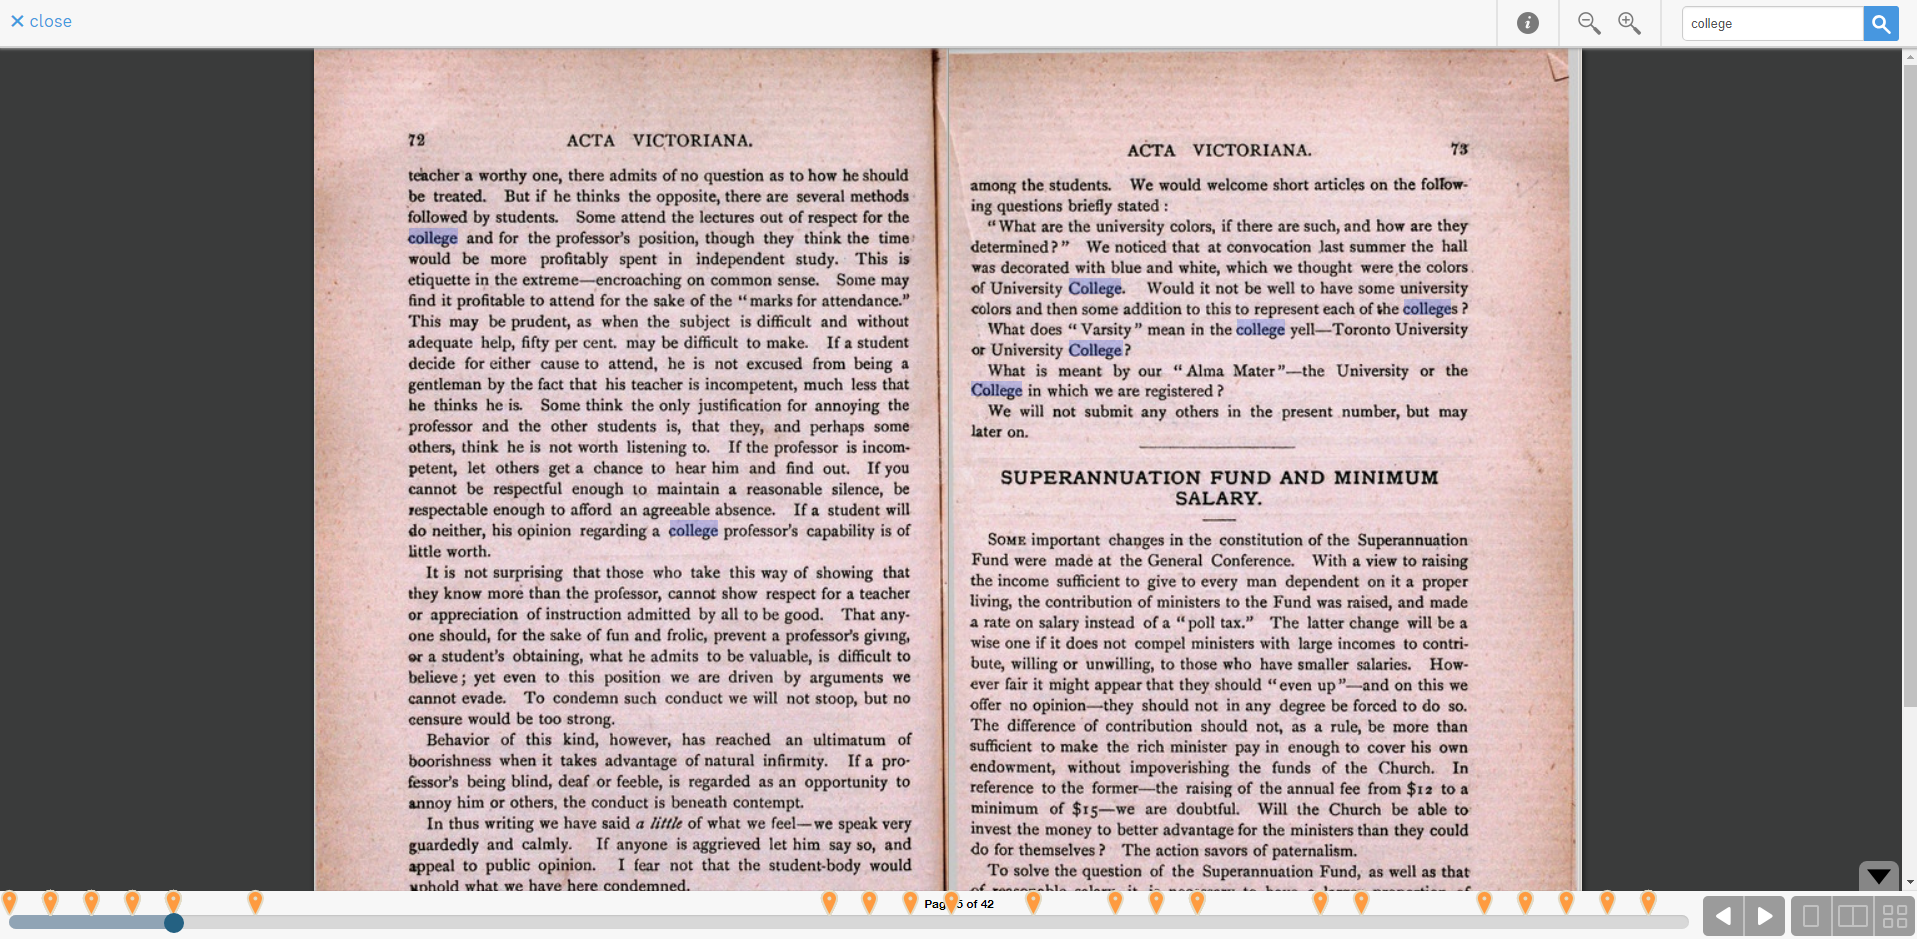 ✕ close
college
72 ACTA VICTORIANA.
teacher a worthy one, there admits of no question as to how he should
be treated. But if he thinks the opposite, there are several methods
followed by students. Some attend the lectures out of respect for the
college and for the professor's position, though they think the time
would be more profitably spent in independent study. This is
etiquette in the extreme—encroaching on common sense. Some may
find it profitable to attend for the sake of the "marks for attendance."
This may be prudent, as when the subject is difficult and without
adequate help, fifty per cent. may be difficult to make. If a student
decide for either cause to attend, he is not excused from being a
gentleman by the fact that his teacher is incompetent, much less that
he thinks he is. Some think the only justification for annoying the
professor and the other students is, that they, and perhaps some
others, think he is not worth listening to. If the professor is incom-
petent, let others get a chance to hear him and find out. If you
cannot be respectful enough to maintain a reasonable silence, be
respectable enough to afford an agreeable absence. If a student will
do neither, his opinion regarding a college professor's capability is of
little worth.
It is not surprising that those who take this way of showing that
they know more than the professor, cannot show respect for a teacher
or appreciation of instruction admitted by all to be good. That any-
one should, for the sake of fun and frolic, prevent a professor's giving,
or a student's obtaining, what he admits to be valuable, is difficult to
believe; yet even to this position we are driven by arguments we
cannot evade. To condemn such conduct we will not stoop, but no
censure would be too strong.
Behavior of this kind, however, has reached an ultimatum of
boorishness when it takes advantage of natural infirmity. If a pro-
fessor's being blind, deaf or feeble, is regarded as an opportunity to
annoy him or others, the conduct is beneath contempt.
In thus writing we have said a little of what we feel—we speak very
guardedly and calmly. If anyone is aggrieved let him say so, and
appeal to public opinion. I fear not that the student-body would
uphold what we have here condemned.
ACTA VICTORIANA. 73
among the students. We would welcome short articles on the follow-
ing questions briefly stated :
"What are the university colors, if there are such, and how are they
determined?" We noticed that at convocation last summer the hall
was decorated with blue and white, which we thought were the colors
of University College. Would it not be well to have some university
colors and then some addition to this to represent each of the colleges ?
What does "Varsity" mean in the college yell—Toronto University
or University College?
What is meant by our "Alma Mater"—the University or the
College in which we are registered ?
We will not submit any others in the present number, but may
later on.
SUPERANNUATION FUND AND MINIMUM
SALARY.
SOME important changes in the constitution of the Superannuation
Fund were made at the General Conference. With a view to raising
the income sufficient to give to every man dependent on it a proper
living, the contribution of ministers to the Fund was raised, and made
a rate on salary instead of a "poll tax." The latter change will be a
wise one if it does not compel ministers with large incomes to contri-
bute, willing or unwilling, to those who have smaller salaries. How-
ever fair it might appear that they should "even up"—and on this we
offer no opinion—they should not in any degree be forced to do so.
The difference of contribution should not, as a rule, be more than
sufficient to make the rich minister pay in enough to cover his own
endowment, without impoverishing the funds of the Church. In
reference to the former—the raising of the annual fee from $12 to a
minimum of $15—we are doubtful. Will the Church be able to
invest the money to better advantage for the ministers than they could
do for themselves ? The action savors of paternalism.
To solve the question of the Superannuation Fund, as well as that
of reasonable salary, it is necessary to have a larger proportion of
5 of 42